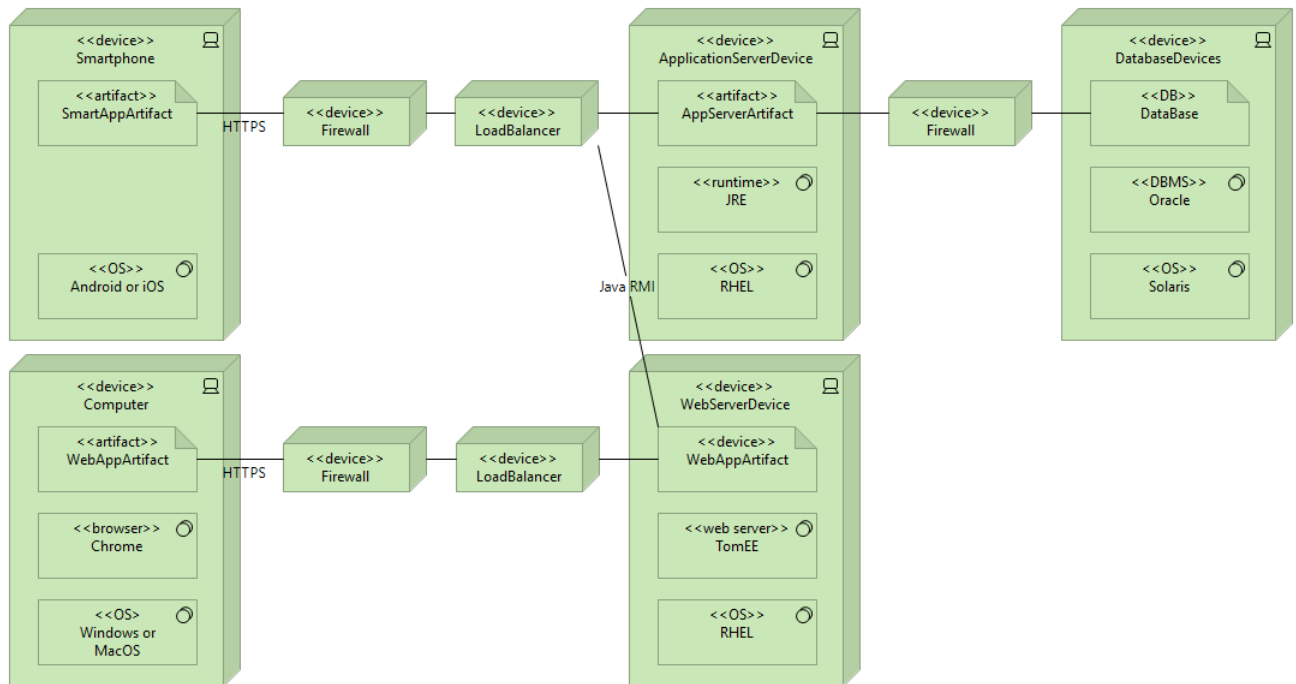 <<device>>
Smartphone
<<artifact>>
SmartAppArtifact
<<OS>>
Android or iOS
HTTPS
<<device>>
Firewall
<<device>>
LoadBalancer
<<device>>
ApplicationServerDevice
<<artifact>>
AppServerArtifact
<<runtime>>
JRE
<<OS>>
RHEL
<<device>>
Firewall
<<device>>
DatabaseDevices
<<DB>>
DataBase
<<DBMS>>
Oracle
<<OS>>
Solaris
Java RMI
<<device>>
Computer
<<artifact>>
WebAppArtifact
<<browser>>
Chrome
<<OS>
Windows or
MacOS
HTTPS
<<device>>
Firewall
<<device>>
LoadBalancer
<<device>>
WebServerDevice
<<device>>
WebAppArtifact
<<web server>>
TomEE
<<OS>>
RHEL